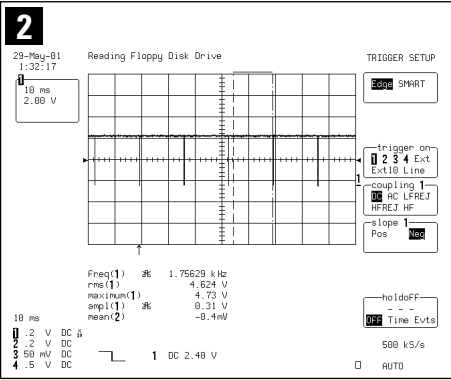 2
29-May-01
1:32:17
Reading Floppy Disk Drive
TRIGGER SETUP
1
10 ms
2.00 V
Edge SMART
trigger on
1 2 3 4 Ext
Ext10 Line
1
coupling 1
DC AC LFREJ
HFREJ HF
slope 1
Pos Neg
freq(1) 1.75629 kHz
rms(1) 4.624 V
maximum(1) 4.73 V
ampl(1) 0.31 V
mean(2) -0.4mV
holdoff
- - -
OFF Time Evts
10 ms
1 .2 V DC
2 .2 V DC
3 50 mV DC
4 .5 V DC
1 DC 2.40 V
500 kS/s
AUTO